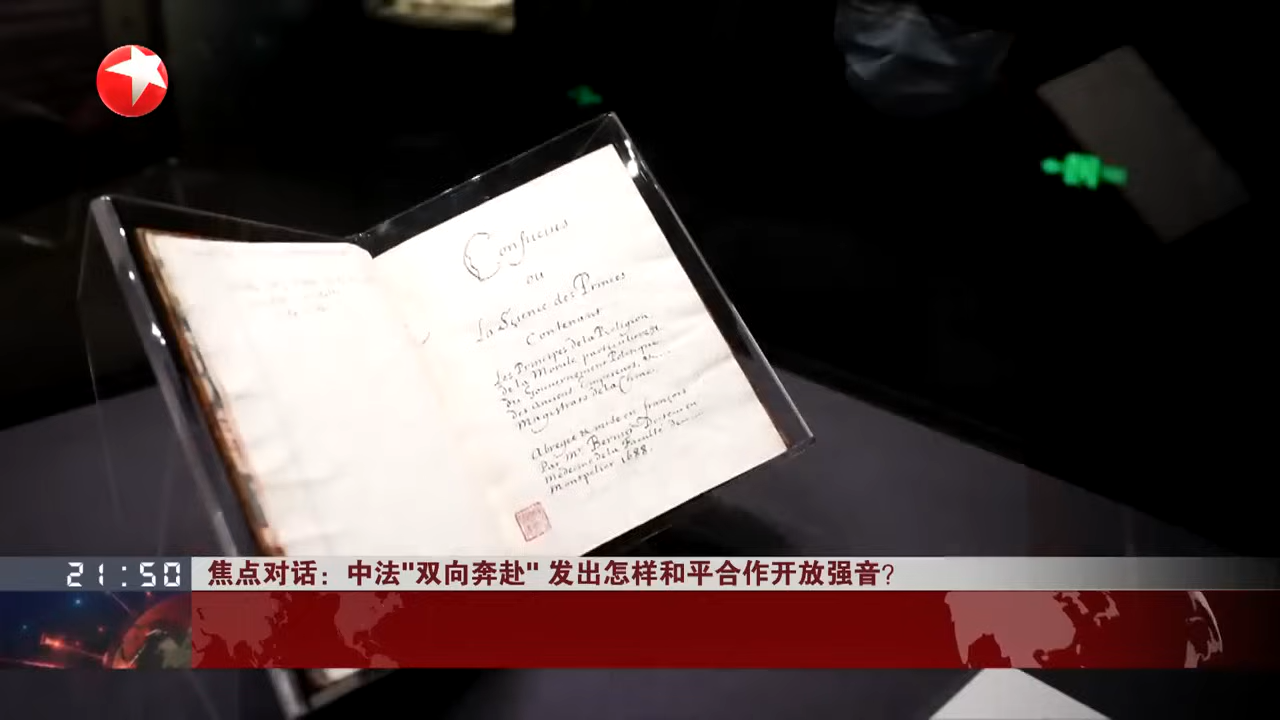 Confucius
ou
La Science des Princes
Contenant
Les Principes de la Religion,
de la Morale particuliere,
du Gouvernement Politique
des anciens Empereurs, &
Magistrats de la Chine.
Abregée & mise en françois
Par Mr. Bernier Docteur en
Médecine de la Faculté de
Montpelier 1688.
21:50
焦点对话：中法"双向奔赴" 发出怎样和平合作开放强音？